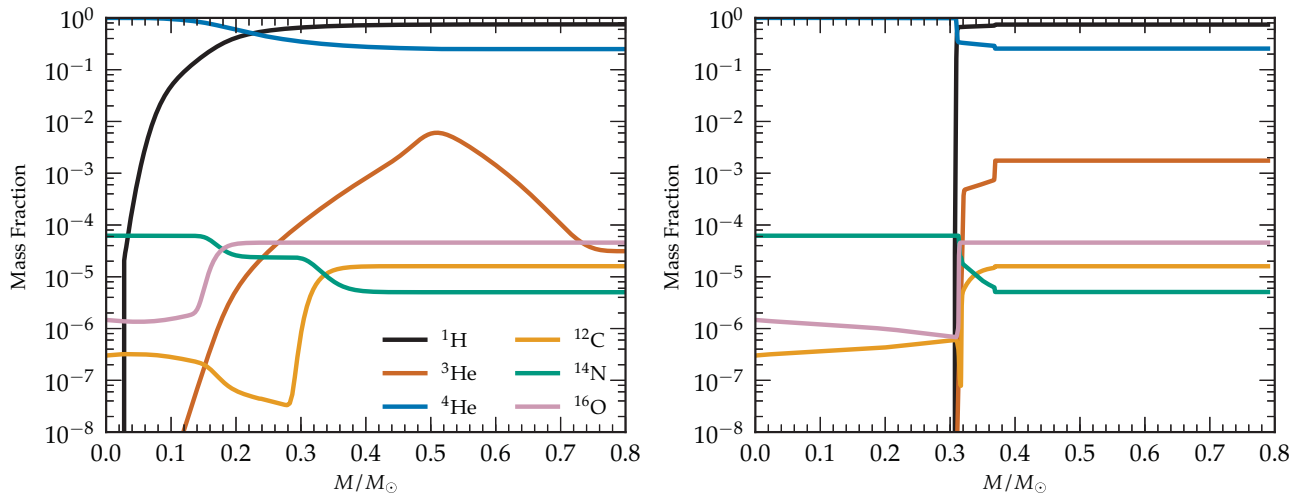 10⁰
10⁻¹
10⁻²
10⁻³
10⁻⁴
10⁻⁵
10⁻⁶
10⁻⁷
10⁻⁸
Mass Fraction
¹H
³He
⁴He
¹²C
¹⁴N
¹⁶O
0.0 0.1 0.2 0.3 0.4 0.5 0.6 0.7 0.8
M/M☉
10⁰
10⁻¹
10⁻²
10⁻³
10⁻⁴
10⁻⁵
10⁻⁶
10⁻⁷
10⁻⁸
Mass Fraction
0.0 0.1 0.2 0.3 0.4 0.5 0.6 0.7 0.8
M/M☉